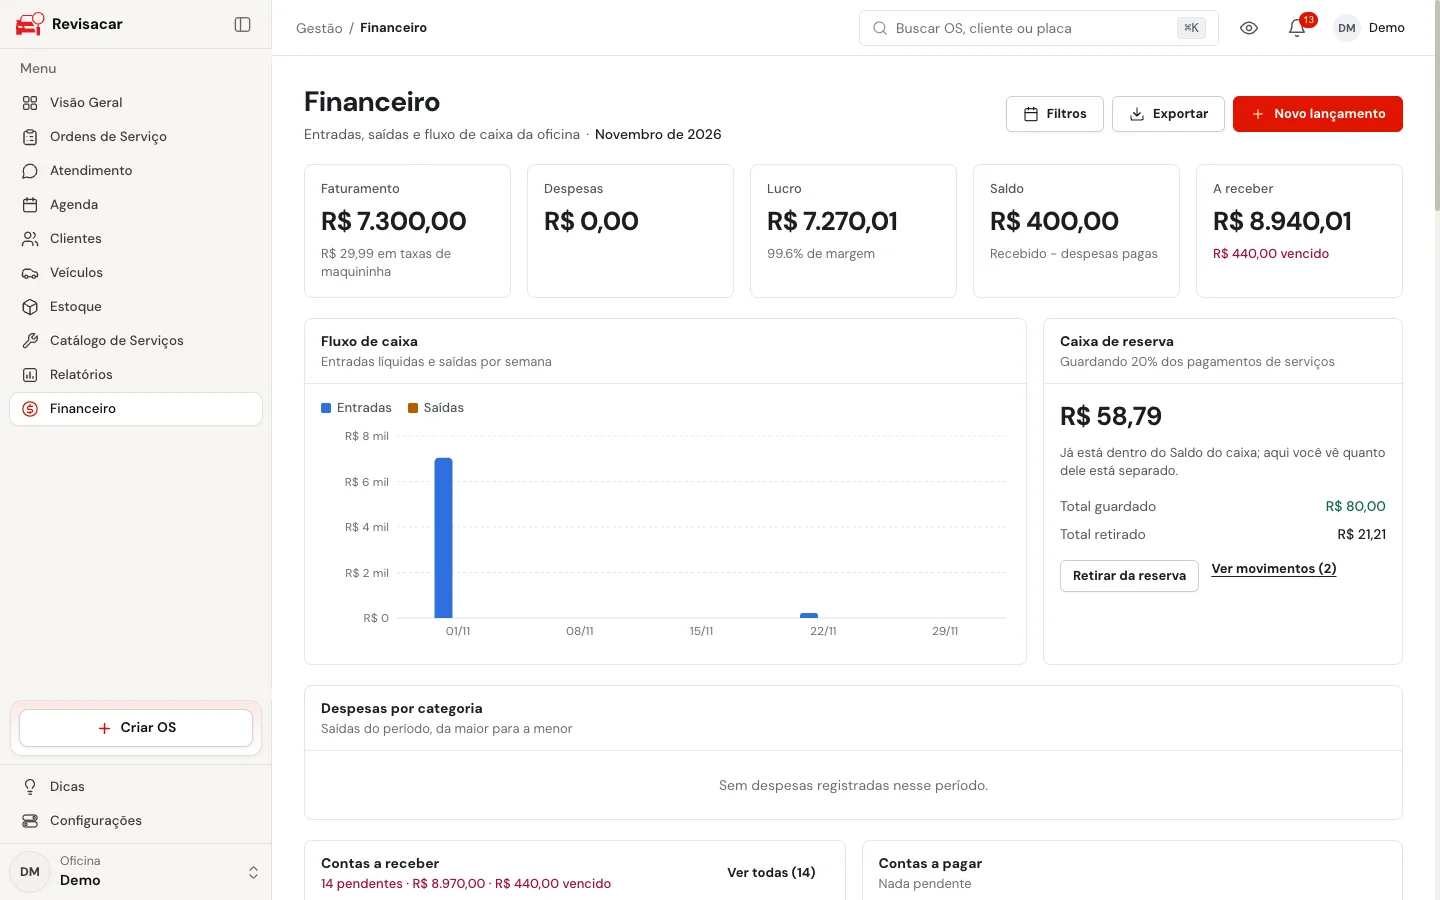 Revisacar
Menu
Visão Geral
Ordens de Serviço
Atendimento
Agenda
Clientes
Veículos
Estoque
Catálogo de Serviços
Relatórios
Financeiro
Criar OS
Dicas
Configurações
DM
Oficina
Demo
Gestão / Financeiro
Buscar OS, cliente ou placa
⌘K
13
DM
Demo
Financeiro
Entradas, saídas e fluxo de caixa da oficina · Novembro de 2026
Filtros
Exportar
Novo lançamento
Faturamento
R$ 7.300,00
R$ 29,99 em taxas de
maquininha
Despesas
R$ 0,00
Lucro
R$ 7.270,01
99.6% de margem
Saldo
R$ 400,00
Recebido − despesas pagas
A receber
R$ 8.940,01
R$ 440,00 vencido
Fluxo de caixa
Entradas líquidas e saídas por semana
Entradas
Saídas
R$ 8 mil
R$ 6 mil
R$ 4 mil
R$ 2 mil
R$ 0
01/11
08/11
15/11
22/11
29/11
Caixa de reserva
Guardando 20% dos pagamentos de serviços
R$ 58,79
Já está dentro do Saldo do caixa; aqui você vê quanto
dele está separado.
Total guardado
R$ 80,00
Total retirado
R$ 21,21
Retirar da reserva
Ver movimentos (2)
Despesas por categoria
Saídas do período, da maior para a menor
Sem despesas registradas nesse período.
Contas a receber
14 pendentes · R$ 8.970,00 · R$ 440,00 vencido
Ver todas (14)
Contas a pagar
Nada pendente